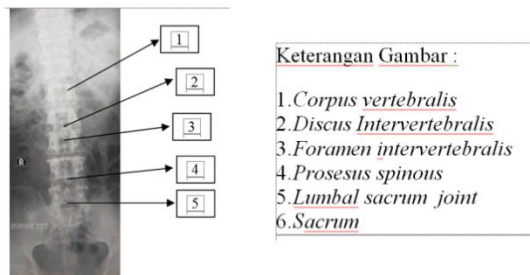 1
2
3
4
5
R
Keterangan Gambar :
1.Corpus vertebralis
2.Discus Intervertebralis
3.Foramen intervertebralis
4.Prosesus spinous
5.Lumbal sacrum joint
6.Sacrum